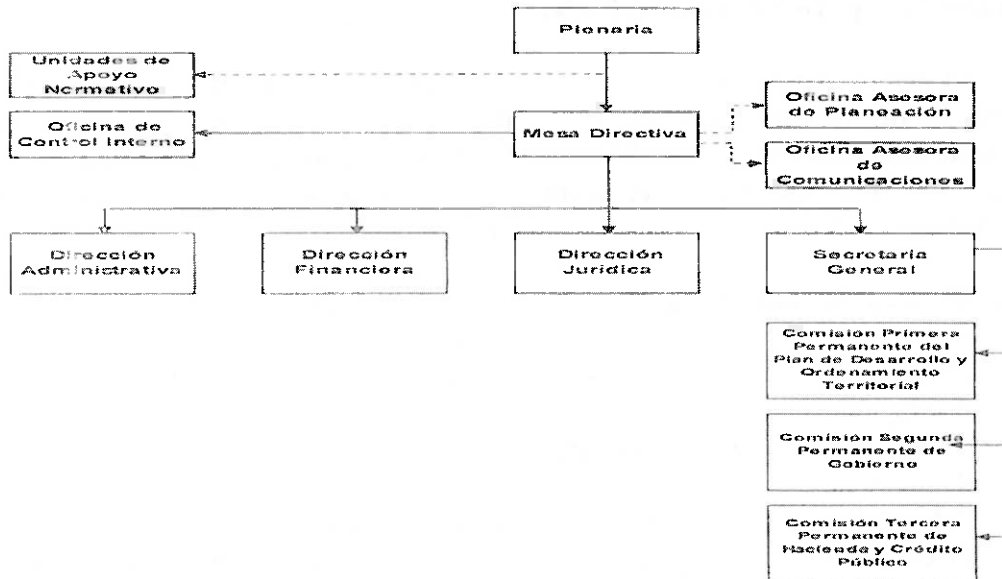 Plenaria
Unidades de
Apoyo
Normativo
Oficina Asesora
de Planeación
Oficina de
Control Interno
Mesa Directiva
Oficina Asesora
de
Comunicaciones
Dirección
Administrativa
Dirección
Financiera
Dirección
Jurídica
Secretaría
General
Comisión Primera
Permanente del
Plan de Desarrollo y
Ordenamiento
Territorial
Comisión Segunda
Permanente de
Gobierno
Comisión Tercera
Permanente de
Hacienda y Crédito
Público